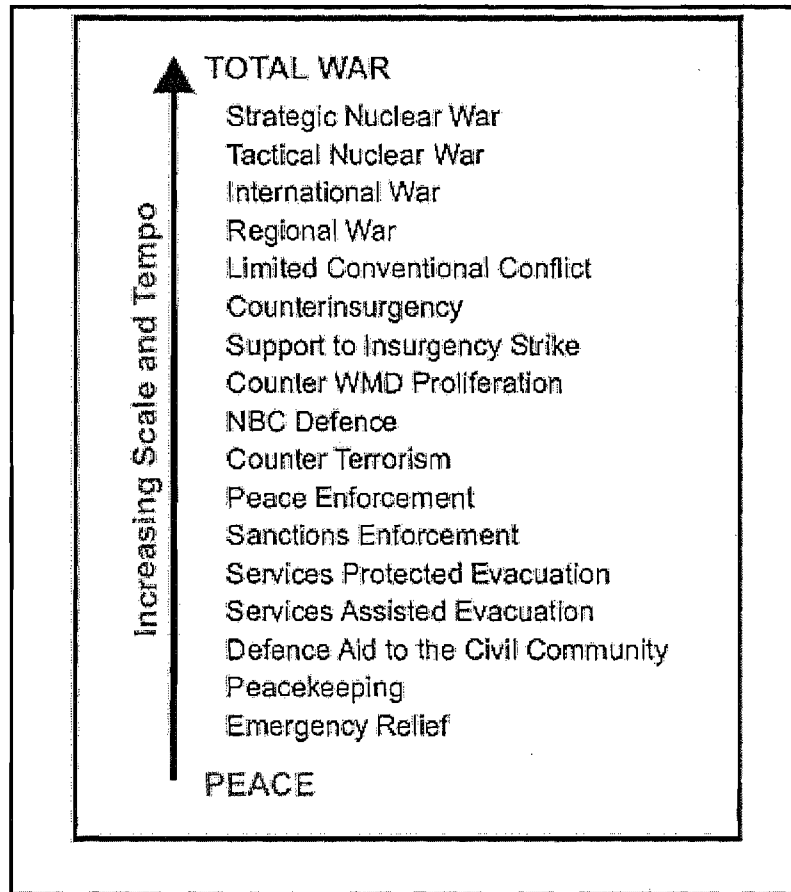 TOTAL WAR
Strategic Nuclear War
Tactical Nuclear War
International War
Regional War
Limited Conventional Conflict
Counterinsurgency
Support to Insurgency Strike
Counter WMD Proliferation
NBC Defence
Counter Terrorism
Peace Enforcement
Sanctions Enforcement
Services Protected Evacuation
Services Assisted Evacuation
Defence Aid to the Civil Community
Peacekeeping
Emergency Relief
PEACE
Increasing Scale and Tempo